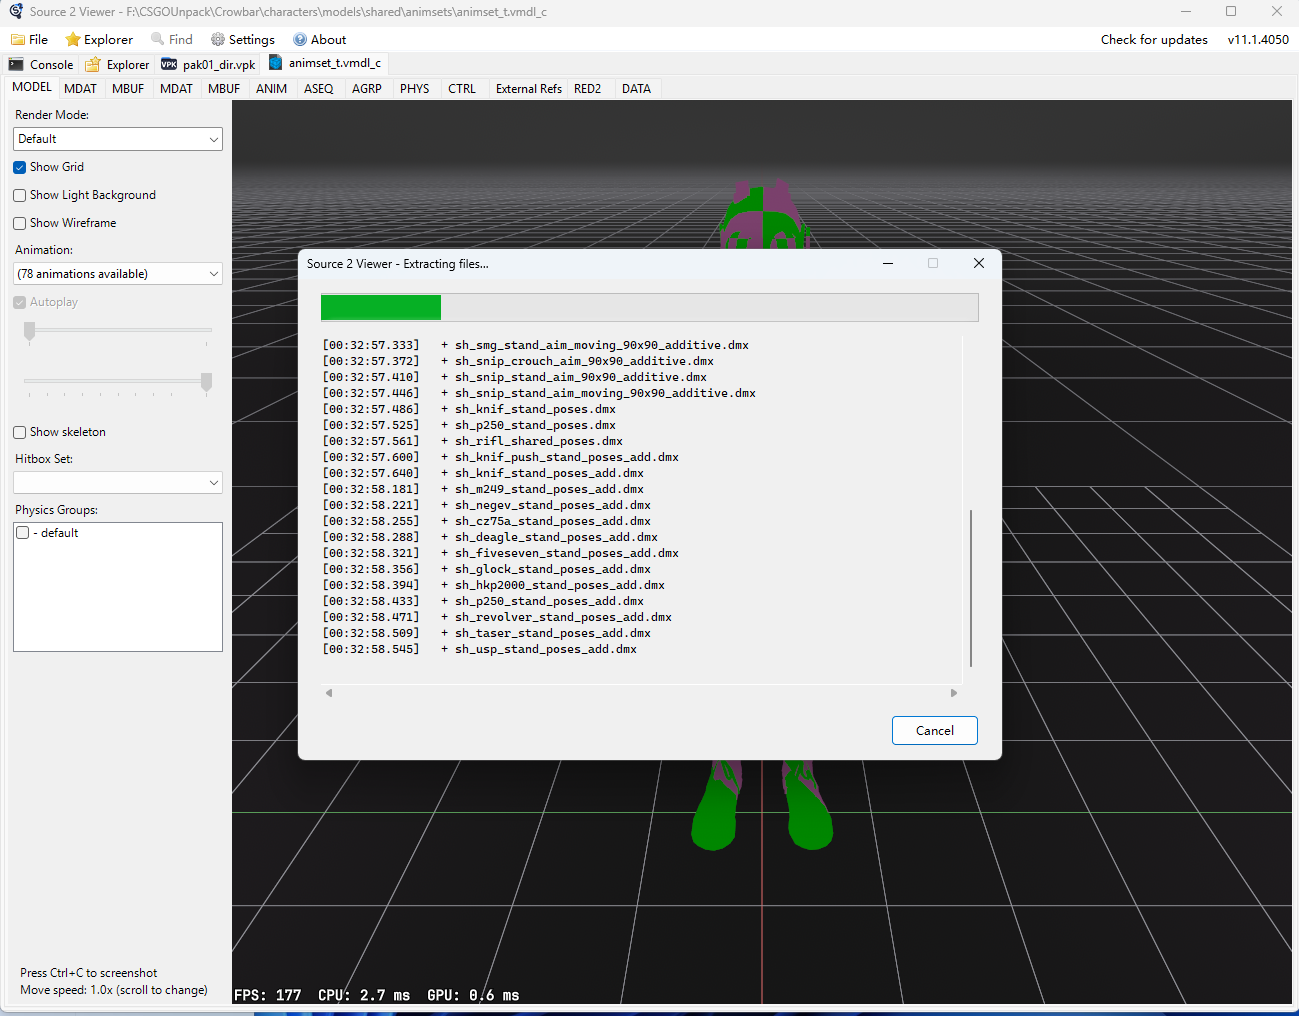 Source 2 Viewer - F:\CSGOUnpack\Crowbar\characters\models\shared\animsets\animset_t.vmdl_c
File Explorer Find Settings About Check for updates v11.1.4050
Console Explorer VPK pak01_dir.vpk animset_t.vmdl_c
MODEL MDAT MBUF MDAT MBUF ANIM ASEQ AGRP PHYS CTRL External Refs RED2 DATA
Render Mode:
Default
Show Grid
Show Light Background
Show Wireframe
Animation:
(78 animations available)
Autoplay
Show skeleton
Hitbox Set:
Physics Groups:
- default
Press Ctrl+C to screenshot
Move speed: 1.0x (scroll to change)
Source 2 Viewer - Extracting files...
[00:32:57.333] + sh_smg_stand_aim_moving_90x90_additive.dmx
[00:32:57.372] + sh_snip_crouch_aim_90x90_additive.dmx
[00:32:57.410] + sh_snip_stand_aim_90x90_additive.dmx
[00:32:57.446] + sh_snip_stand_aim_moving_90x90_additive.dmx
[00:32:57.486] + sh_knif_stand_poses.dmx
[00:32:57.525] + sh_p250_stand_poses.dmx
[00:32:57.561] + sh_rifl_shared_poses.dmx
[00:32:57.600] + sh_knif_push_stand_poses_add.dmx
[00:32:57.640] + sh_knif_stand_poses_add.dmx
[00:32:58.181] + sh_m249_stand_poses_add.dmx
[00:32:58.221] + sh_negev_stand_poses_add.dmx
[00:32:58.255] + sh_cz75a_stand_poses_add.dmx
[00:32:58.288] + sh_deagle_stand_poses_add.dmx
[00:32:58.321] + sh_fiveseven_stand_poses_add.dmx
[00:32:58.356] + sh_glock_stand_poses_add.dmx
[00:32:58.394] + sh_hkp2000_stand_poses_add.dmx
[00:32:58.433] + sh_p250_stand_poses_add.dmx
[00:32:58.471] + sh_revolver_stand_poses_add.dmx
[00:32:58.509] + sh_taser_stand_poses_add.dmx
[00:32:58.545] + sh_usp_stand_poses_add.dmx
Cancel
FPS: 177 CPU: 2.7 ms GPU: 0.6 ms